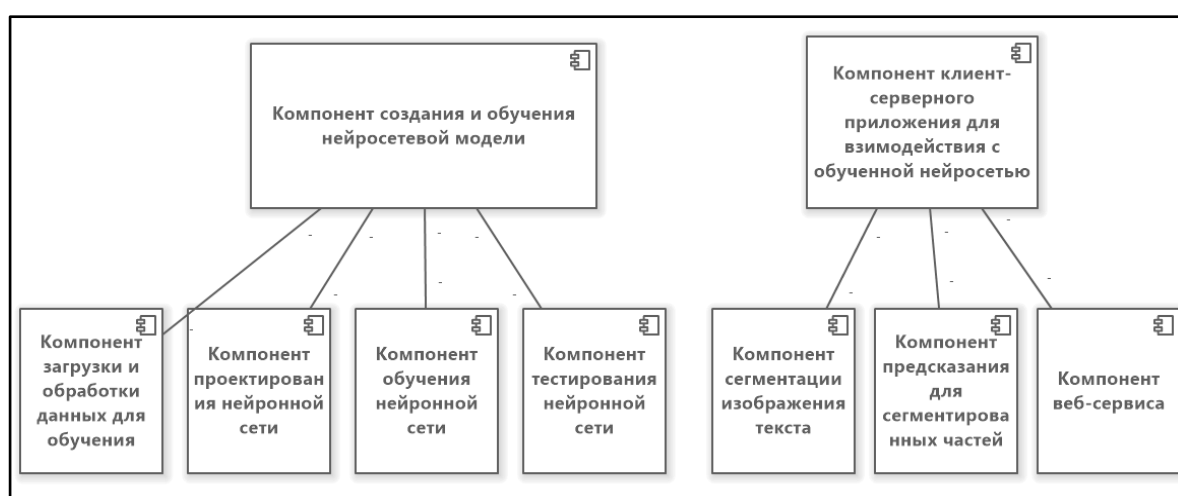 Компонент создания и обучения
нейросетевой модели
Компонент клиент-
серверного
приложения для
взимодействия с
обученной нейросетью
Компонент
загрузки и
обработки
данных для
обучения
Компонент
проектирован
ия нейронной
сети
Компонент
обучения
нейронной
сети
Компонент
тестирования
нейронной
сети
Компонент
сегментации
изображения
текста
Компонент
предсказания
для
сегментирова
нных частей
Компонент
веб-сервиса